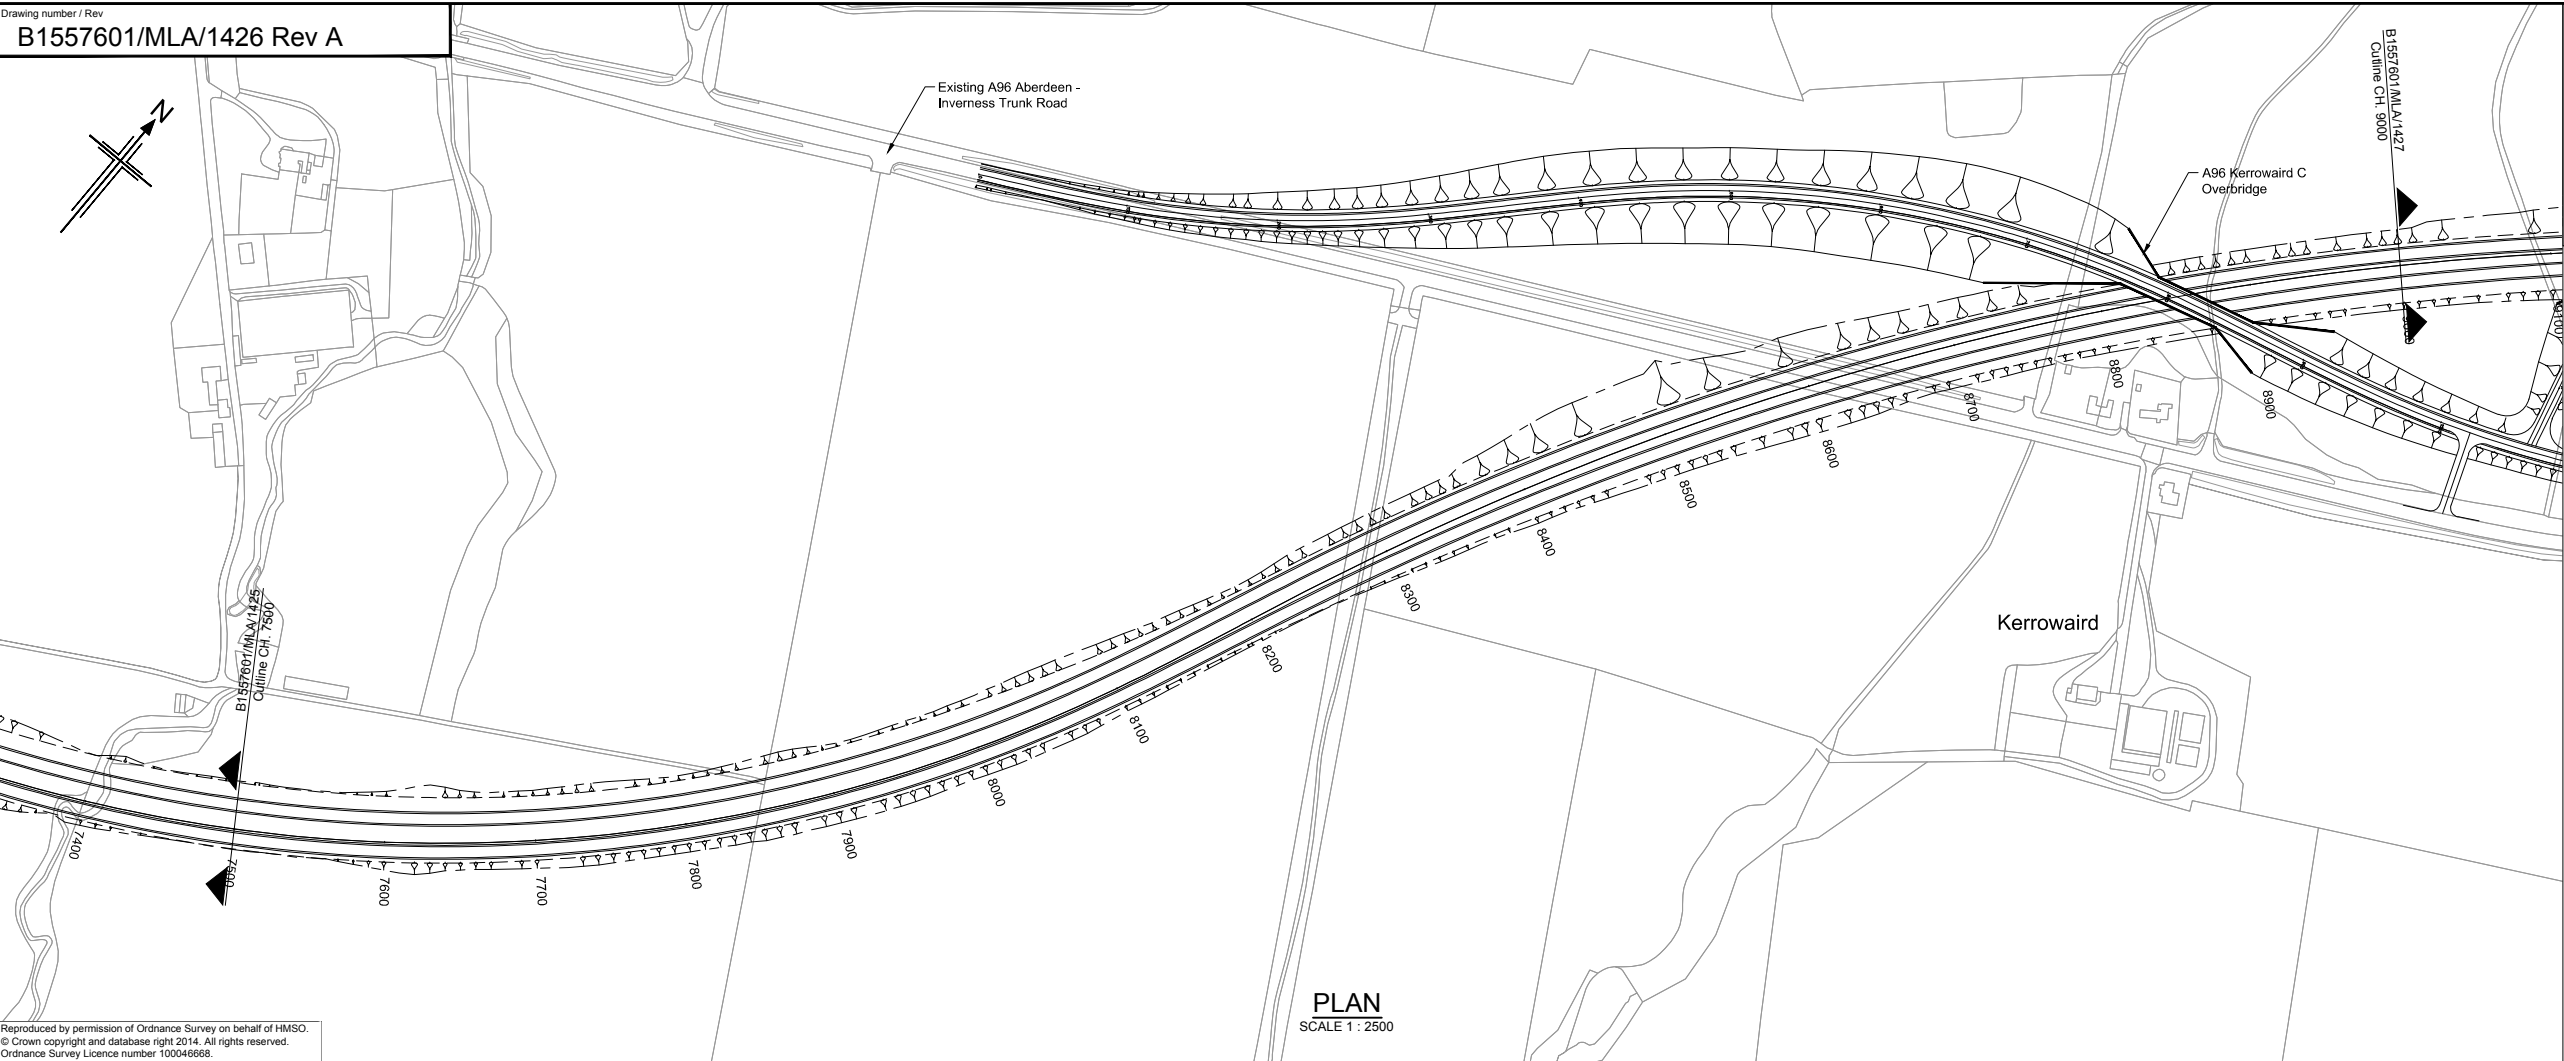 Drawing number / Rev
B1557601/MLA/1426 Rev A
N
Existing A96 Aberdeen -
Inverness Trunk Road
A96 Kerrowaird C
Overbridge
B1557601/MLA/1427
Cutline CH. 9000
B1557601/MLA/1425
Cutline CH. 7500
7400
7500
7600
7700
7800
7900
8000
8100
8200
8300
8400
8500
8600
8700
8800
8900
9000
9100
Kerrowaird
PLAN
SCALE 1 : 2500
Reproduced by permission of Ordnance Survey on behalf of HMSO.
© Crown copyright and database right 2014. All rights reserved.
Ordnance Survey Licence number 100046668.